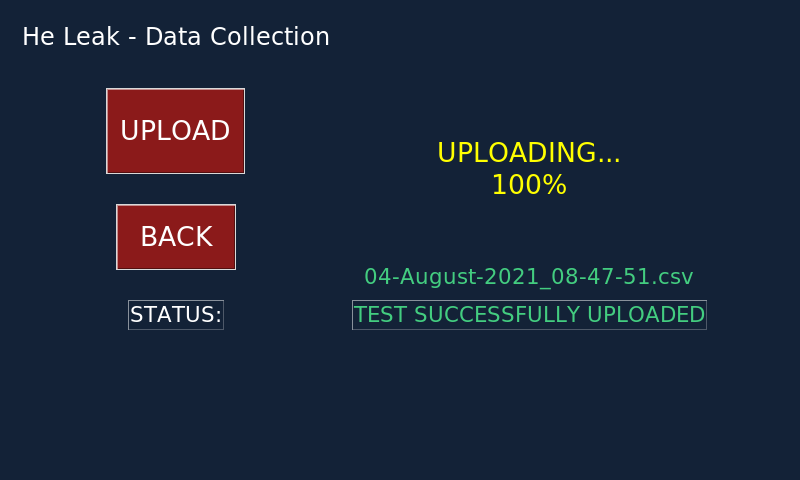 He Leak - Data Collection
UPLOAD
UPLOADING...
100%
BACK
04-August-2021_08-47-51.csv
STATUS:
TEST SUCCESSFULLY UPLOADED